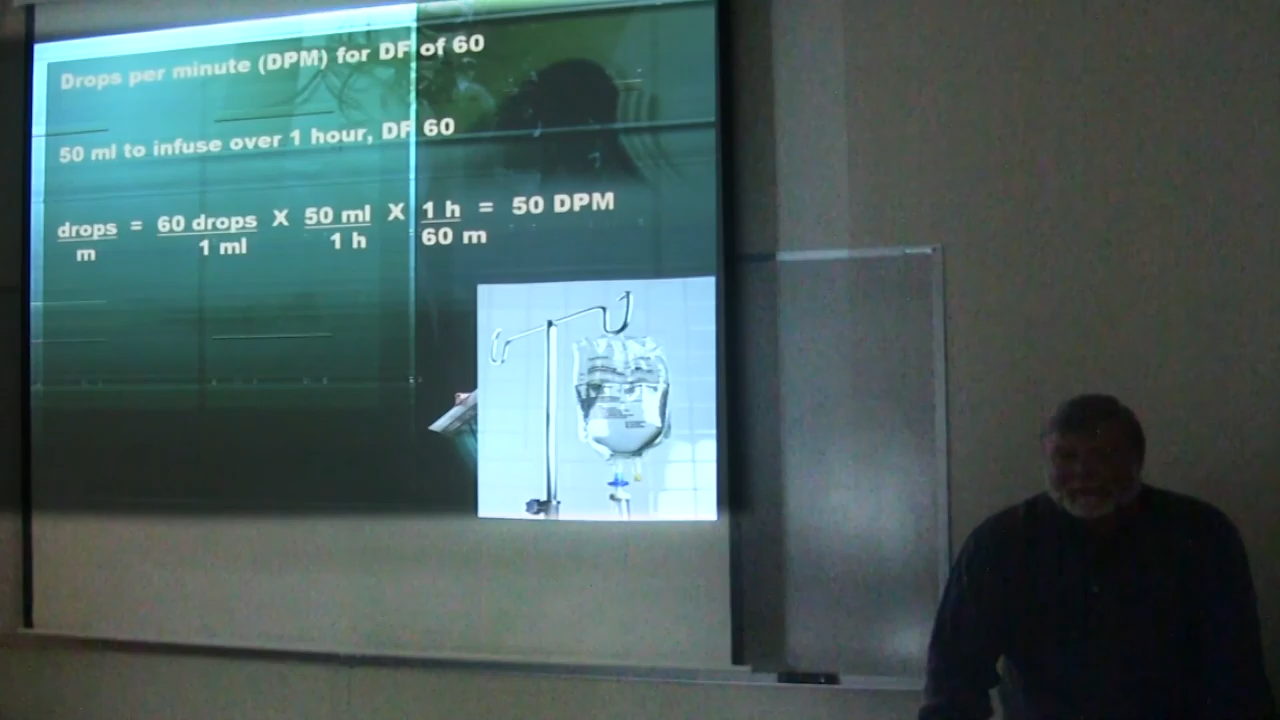 Drops per minute (DPM) for DF of 60
50 ml to infuse over 1 hour, DF 60
drops = 60 drops X 50 ml X 1 h = 50 DPM
m 1 ml 1 h 60 m